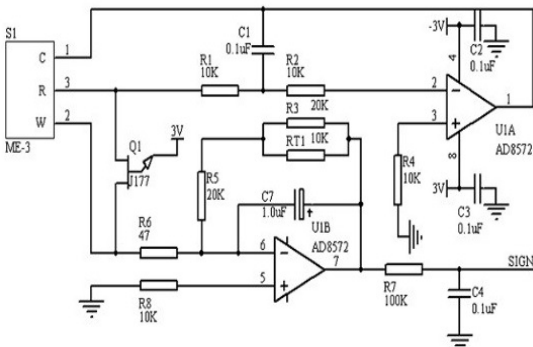 S1
C
R
W
ME-3
1
3
2
C1
0.1uF
R1
10K
R2
10K
-3V
4
C2
0.1uF
2
3
1
U1A
AD8572
8
3V
C3
0.1uF
R4
10K
Q1
J177
3V
20K
R3
10K
RT1
R5
20K
C7
1.0uF
U1B
AD8572
R6
47
6
5
7
R8
10K
R7
100K
SIGN
C4
0.1uF